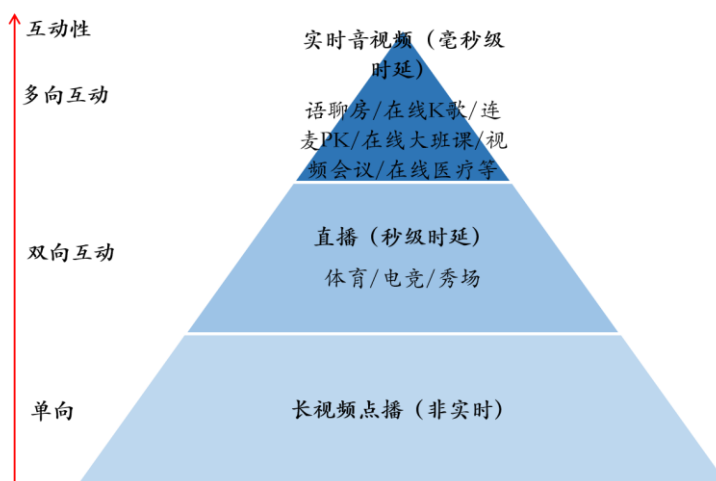 互动性
实时音视频（毫秒级
时延）
多向互动
语聊房/在线K歌/连
麦PK/在线大班课/视
频会议/在线医疗等
双向互动
直播（秒级时延）
体育/电竞/秀场
单向
长视频点播（非实时）